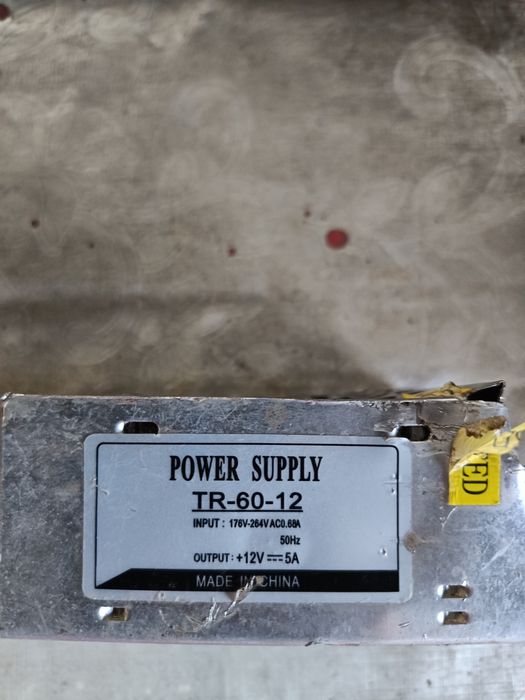 POWER SUPPLY
TR-60-12
INPUT : 176V-264VAC0.68A
50Hz
OUTPUT : +12V⎓5A
MADE IN CHINA